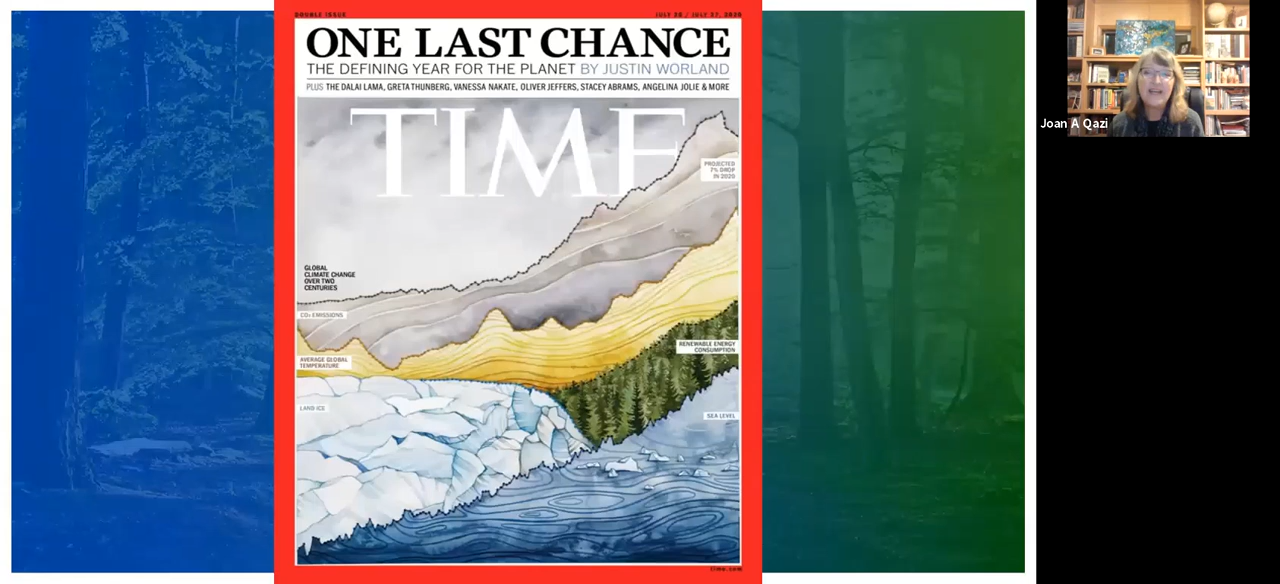 DOUBLE ISSUE
JULY 20 / JULY 27, 2020
ONE LAST CHANCE
THE DEFINING YEAR FOR THE PLANET BY JUSTIN WORLAND
PLUS THE DALAI LAMA, GRETA THUNBERG, VANESSA NAKATE, OLIVER JEFFERS, STACEY ABRAMS, ANGELINA JOLIE & MORE
TIME
PROJECTED
7% DROP
IN 2020
GLOBAL
CLIMATE CHANGE
OVER TWO
CENTURIES
CO₂ EMISSIONS
AVERAGE GLOBAL
TEMPERATURE
RENEWABLE ENERGY
CONSUMPTION
LAND ICE
SEA LEVEL
time.com
Joan A Qazi